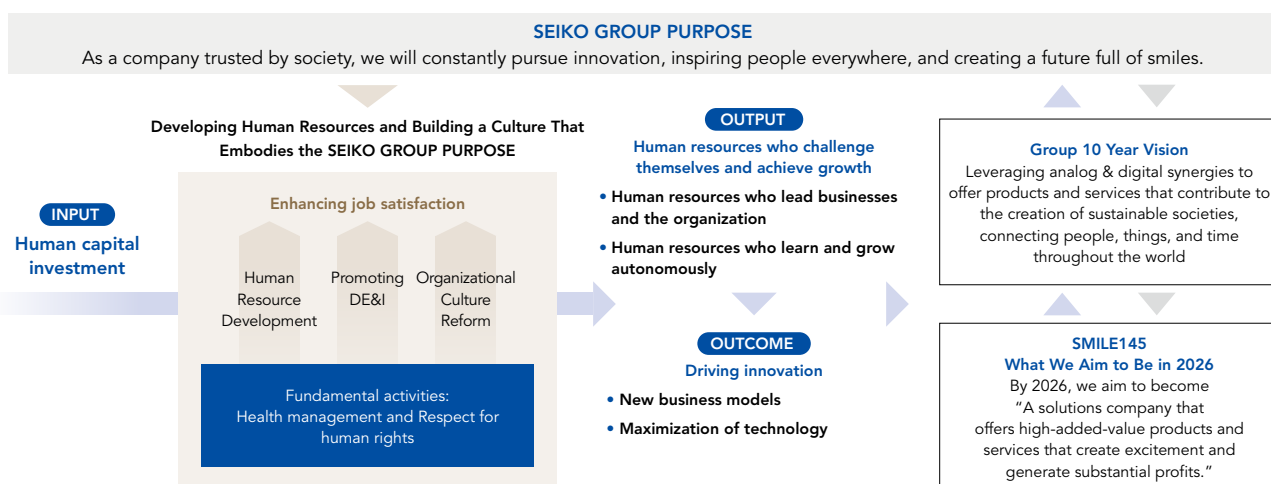 SEIKO GROUP PURPOSE
As a company trusted by society, we will constantly pursue innovation, inspiring people everywhere, and creating a future full of smiles.
INPUT
Human capital
investment
Developing Human Resources and Building a Culture That
Embodies the SEIKO GROUP PURPOSE
Enhancing job satisfaction
Human
Resource
Development
Promoting
DE&I
Organizational
Culture
Reform
Fundamental activities:
Health management and Respect for
human rights
OUTPUT
Human resources who challenge
themselves and achieve growth
• Human resources who lead businesses
and the organization
• Human resources who learn and grow
autonomously
OUTCOME
Driving innovation
• New business models
• Maximization of technology
Group 10 Year Vision
Leveraging analog & digital synergies to
offer products and services that contribute to
the creation of sustainable societies,
connecting people, things, and time
throughout the world
SMILE145
What We Aim to Be in 2026
By 2026, we aim to become
“A solutions company that
offers high-added-value products and
services that create excitement and
generate substantial profits.”